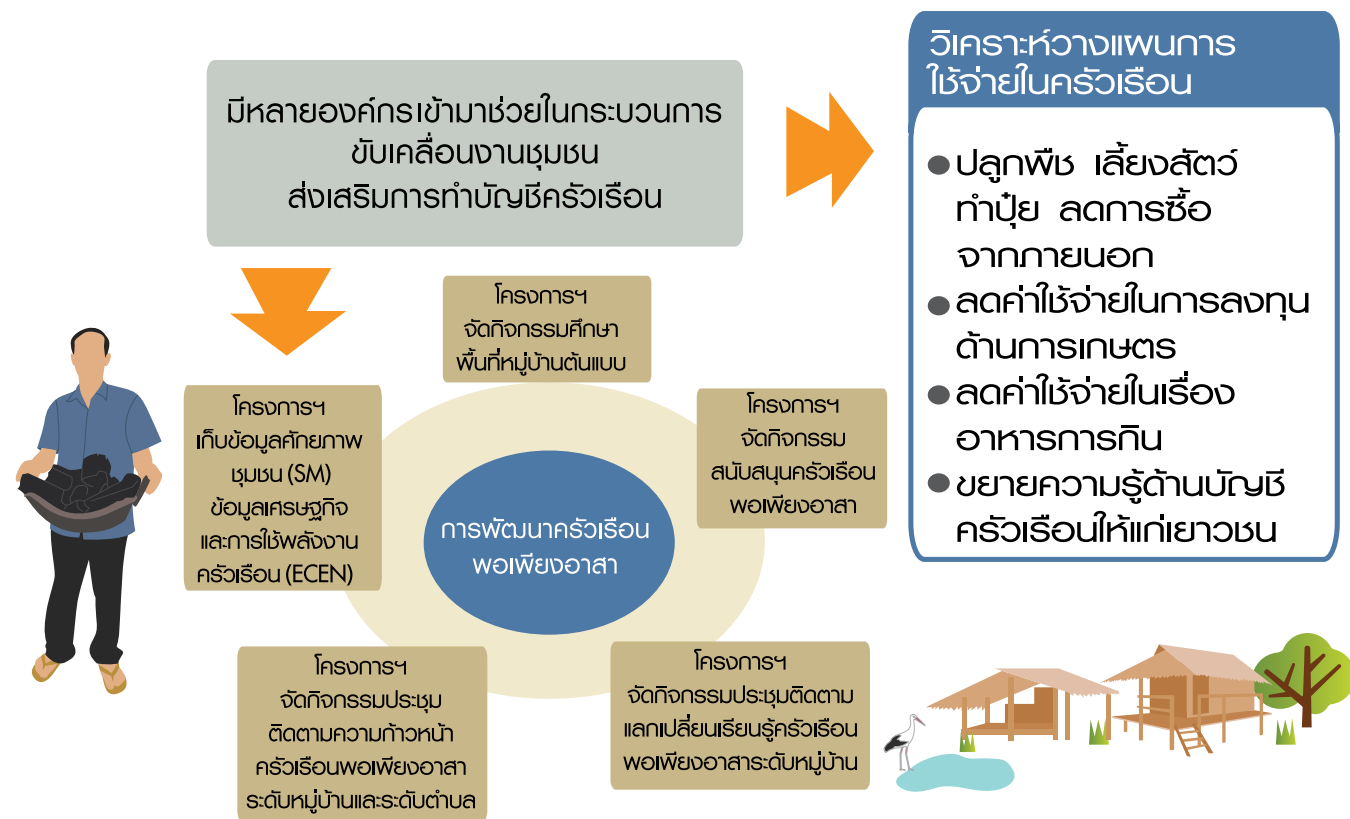 มีหลายองค์กรเข้ามาช่วยในกระบวนการ
ขับเคลื่อนงานชุมชน
ส่งเสริมการทำบัญชีครัวเรือน
วิเคราะห์วางแผนการ
ใช้จ่ายในครัวเรือน
ปลูกพืช เลี้ยงสัตว์
ทำปุ๋ย ลดการซื้อ
จากภายนอก
ลดค่าใช้จ่ายในการลงทุน
ด้านการเกษตร
ลดค่าใช้จ่ายในเรื่อง
อาหารการกิน
ขยายความรู้ด้านบัญชี
ครัวเรือนให้แก่เยาวชน
โครงการฯ
จัดกิจกรรมศึกษา
พื้นที่หมู่บ้านต้นแบบ
โครงการฯ
เก็บข้อมูลศักยภาพ
ชุมชน (SM)
ข้อมูลเศรษฐกิจ
และการใช้พลังงาน
ครัวเรือน (ECEN)
โครงการฯ
จัดกิจกรรม
สนับสนุนครัวเรือน
พอเพียงอาสา
การพัฒนาครัวเรือน
พอเพียงอาสา
โครงการฯ
จัดกิจกรรมประชุม
ติดตามความก้าวหน้า
ครัวเรือนพอเพียงอาสา
ระดับหมู่บ้านและระดับตำบล
โครงการฯ
จัดกิจกรรมประชุมติดตาม
แลกเปลี่ยนเรียนรู้ครัวเรือน
พอเพียงอาสาระดับหมู่บ้าน